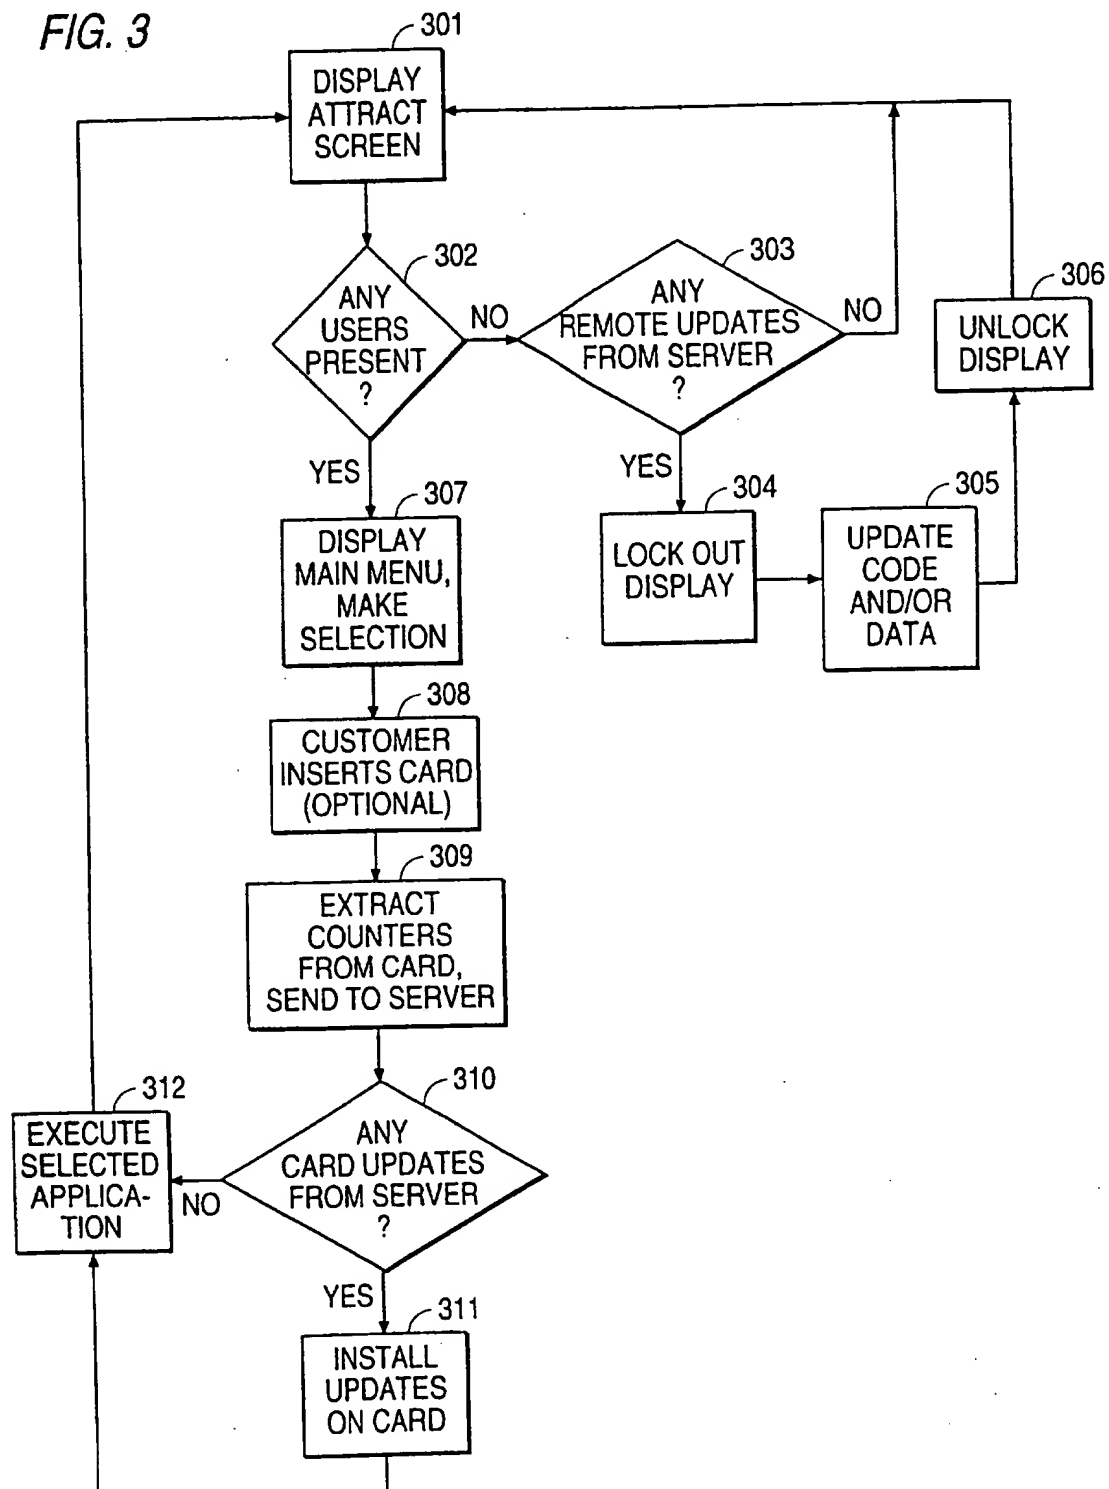 FIG. 3
301
DISPLAY
ATTRACT
SCREEN
302
ANY
USERS
PRESENT
?
NO
303
ANY
REMOTE UPDATES
FROM SERVER
?
NO
306
UNLOCK
DISPLAY
YES
YES
304
LOCK OUT
DISPLAY
305
UPDATE
CODE
AND/OR
DATA
307
DISPLAY
MAIN MENU,
MAKE
SELECTION
308
CUSTOMER
INSERTS CARD
(OPTIONAL)
309
EXTRACT
COUNTERS
FROM CARD,
SEND TO SERVER
310
ANY
CARD UPDATES
FROM SERVER
?
NO
312
EXECUTE
SELECTED
APPLICA-
TION
YES
311
INSTALL
UPDATES
ON CARD